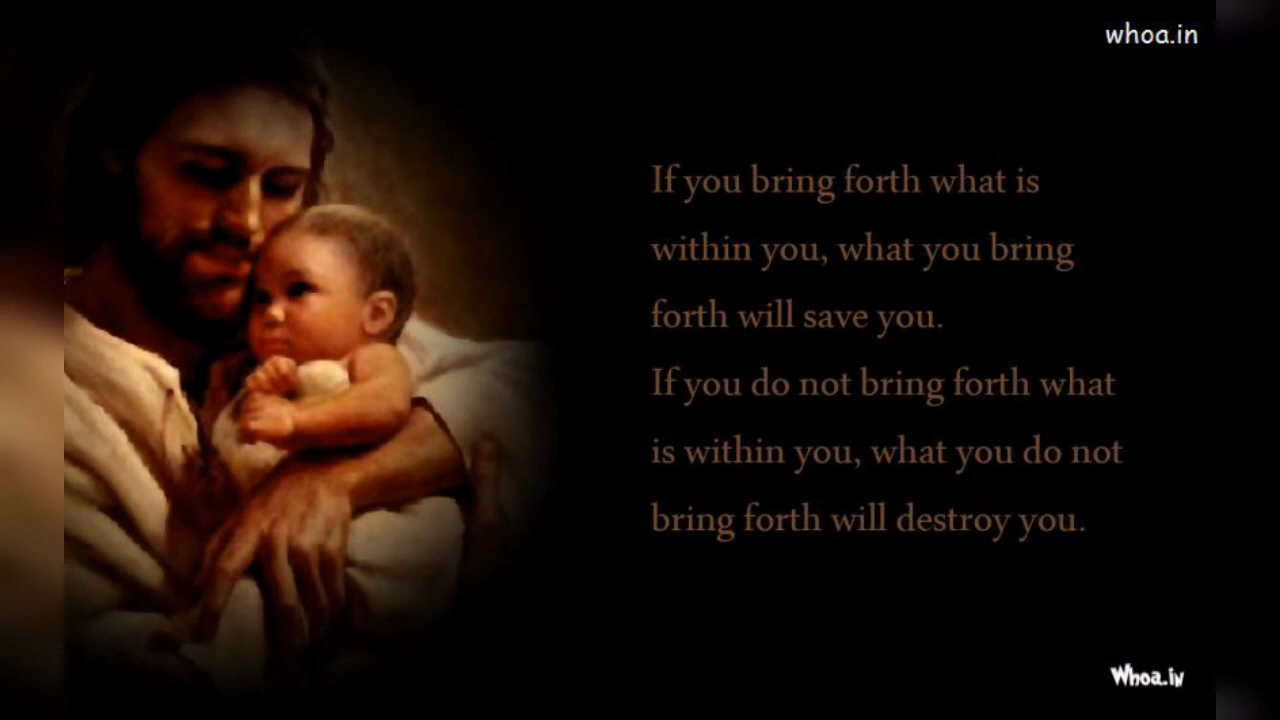 whoa.in
If you bring forth what is
within you, what you bring
forth will save you.
If you do not bring forth what
is within you, what you do not
bring forth will destroy you.
Whoa.in